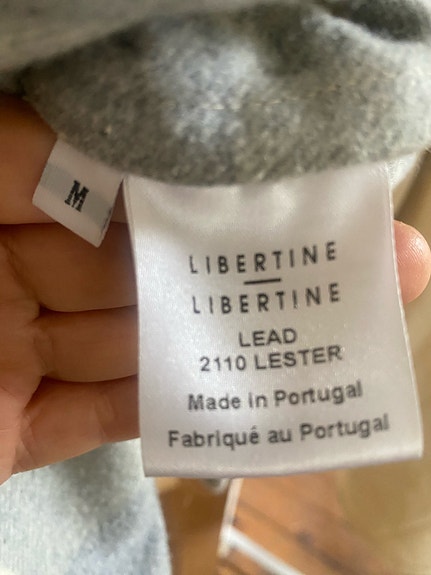 M
LIBERTINE
LIBERTINE
LEAD
2110 LESTER
Made in Portugal
Fabriqué au Portugal